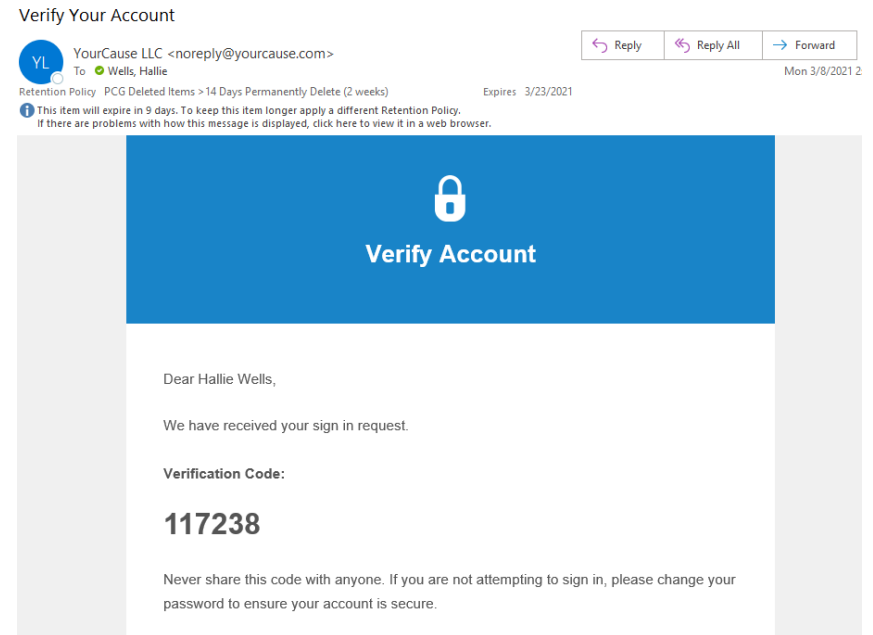 Verify Your Account
YL
YourCause LLC <noreply@yourcause.com>
Reply
Reply All
Forward
To Wells, Hallie
Mon 3/8/2021 2
Retention Policy PCG Deleted Items > 14 Days Permanently Delete (2 weeks) Expires 3/23/2021
This item will expire in 9 days. To keep this item longer apply a different Retention Policy.
If there are problems with how this message is displayed, click here to view it in a web browser.
Verify Account
Dear Hallie Wells,
We have received your sign in request.
Verification Code:
117238
Never share this code with anyone. If you are not attempting to sign in, please change your
password to ensure your account is secure.